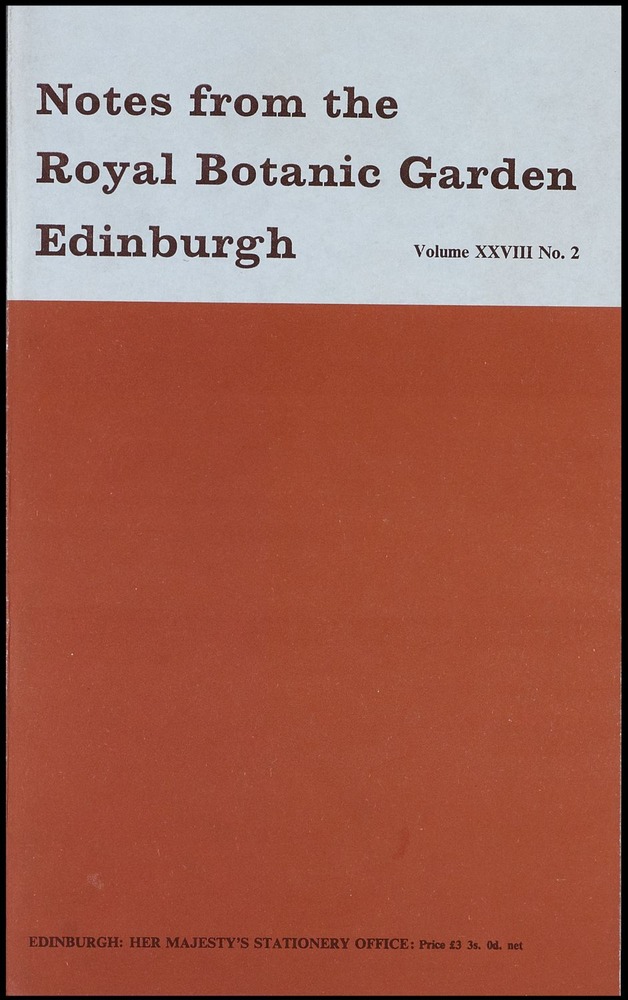 Notes from the
Royal Botanic Garden
Edinburgh
Volume XXVIII No. 2
EDINBURGH: HER MAJESTY'S STATIONERY OFFICE: Price £3 3s. 0d. net